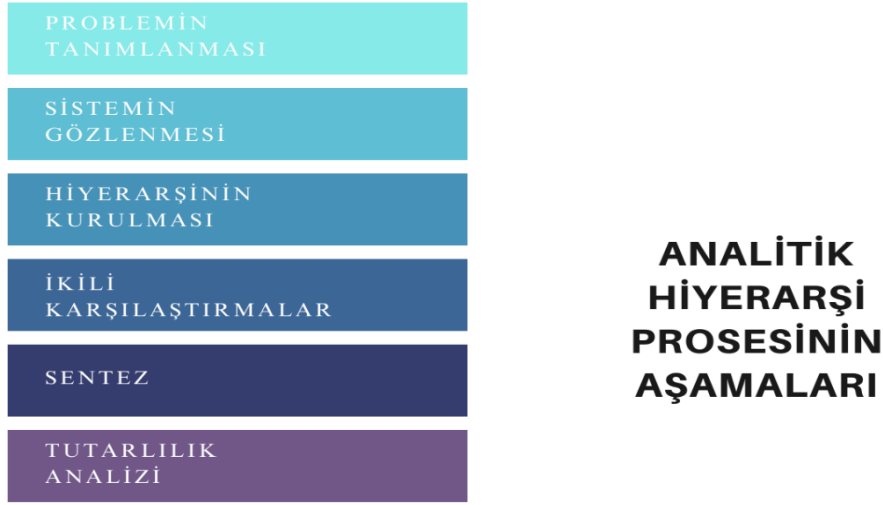 PROBLEMİN
TANIMLANMASI
SİSTEMİN
GÖZLENMESİ
HİYERARŞİNİN
KURULMASI
İKİLİ
KARŞILAŞTIRMALAR
SENTEZ
TUTARLILIK
ANALİZİ
ANALİTİK
HİYERARŞİ
PROSESİNİN
AŞAMALARI